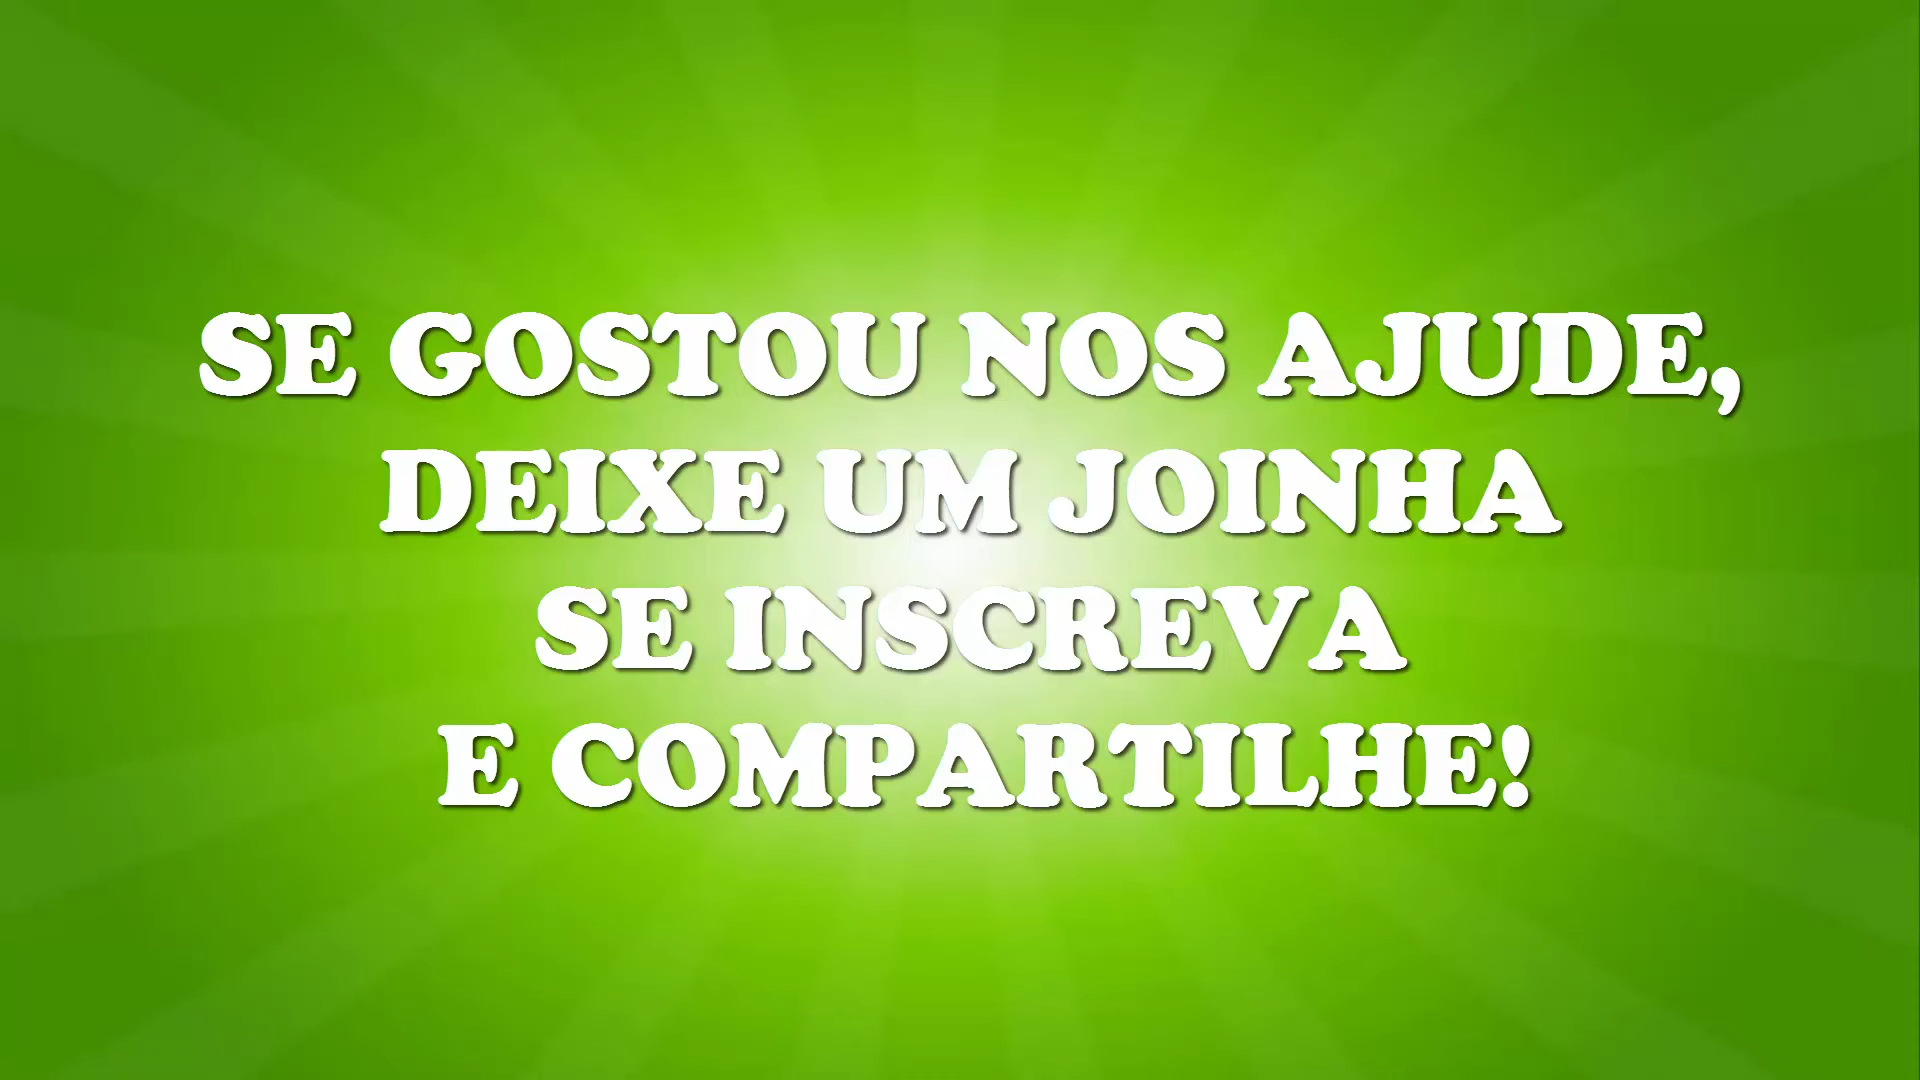 SE GOSTOU NOS AJUDE,
DEIXE UM JOINHA
SE INSCREVA
E COMPARTILHE!